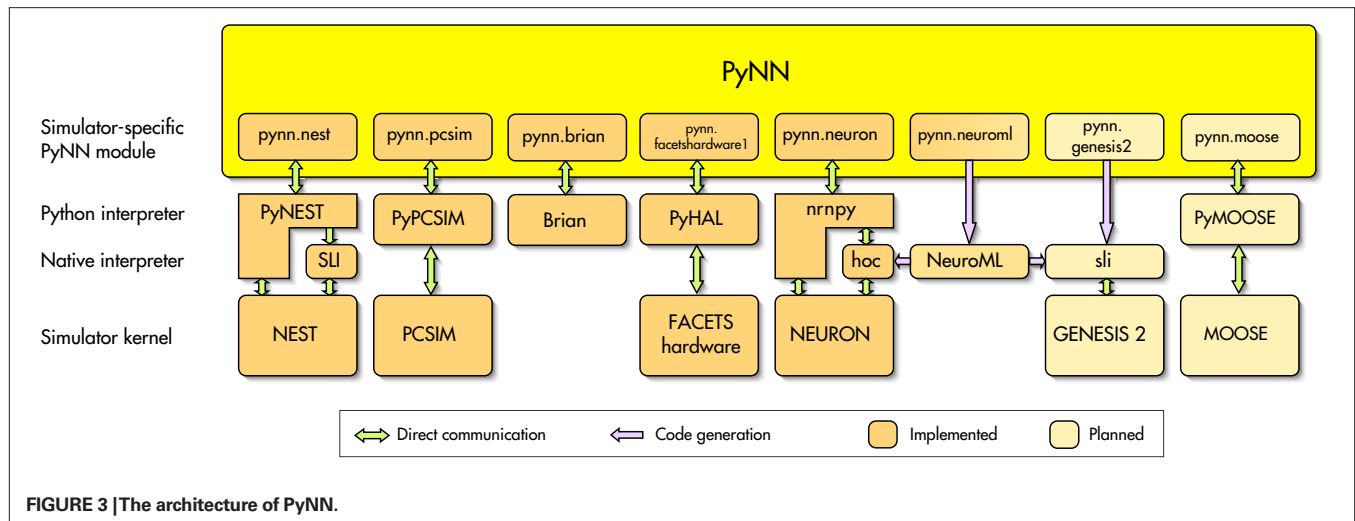 PyNN
Simulator-specific
PyNN module
pynn.nest
pynn.pcsim
pynn.brian
pynn.
facetshardware1
pynn.neuron
pynn.neuroml
pynn.
genesis2
pynn.moose
Python interpreter
PyNEST
PyPCSIM
Brian
PyHAL
nrnpy
PyMOOSE
Native interpreter
SLI
hoc
NeuroML
sli
Simulator kernel
NEST
PCSIM
FACETS
hardware
NEURON
GENESIS 2
MOOSE
Direct communication
Code generation
Implemented
Planned
FIGURE 3 | The architecture of PyNN.